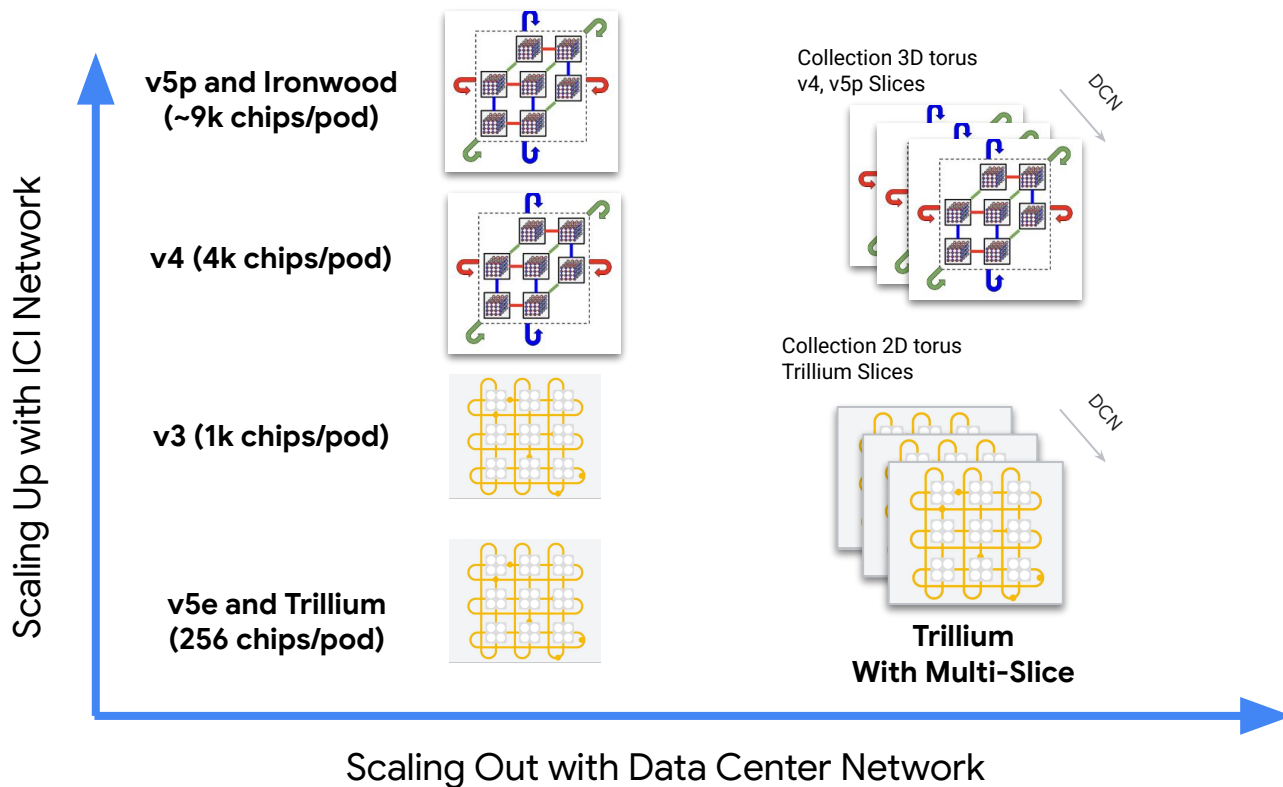 Scaling Up with ICI Network
v5p and Ironwood
(~9k chips/pod)
v4 (4k chips/pod)
v3 (1k chips/pod)
v5e and Trillium
(256 chips/pod)
Collection 3D torus
v4, v5p Slices
DCN
Collection 2D torus
Trillium Slices
DCN
Trillium
With Multi-Slice
Scaling Out with Data Center Network